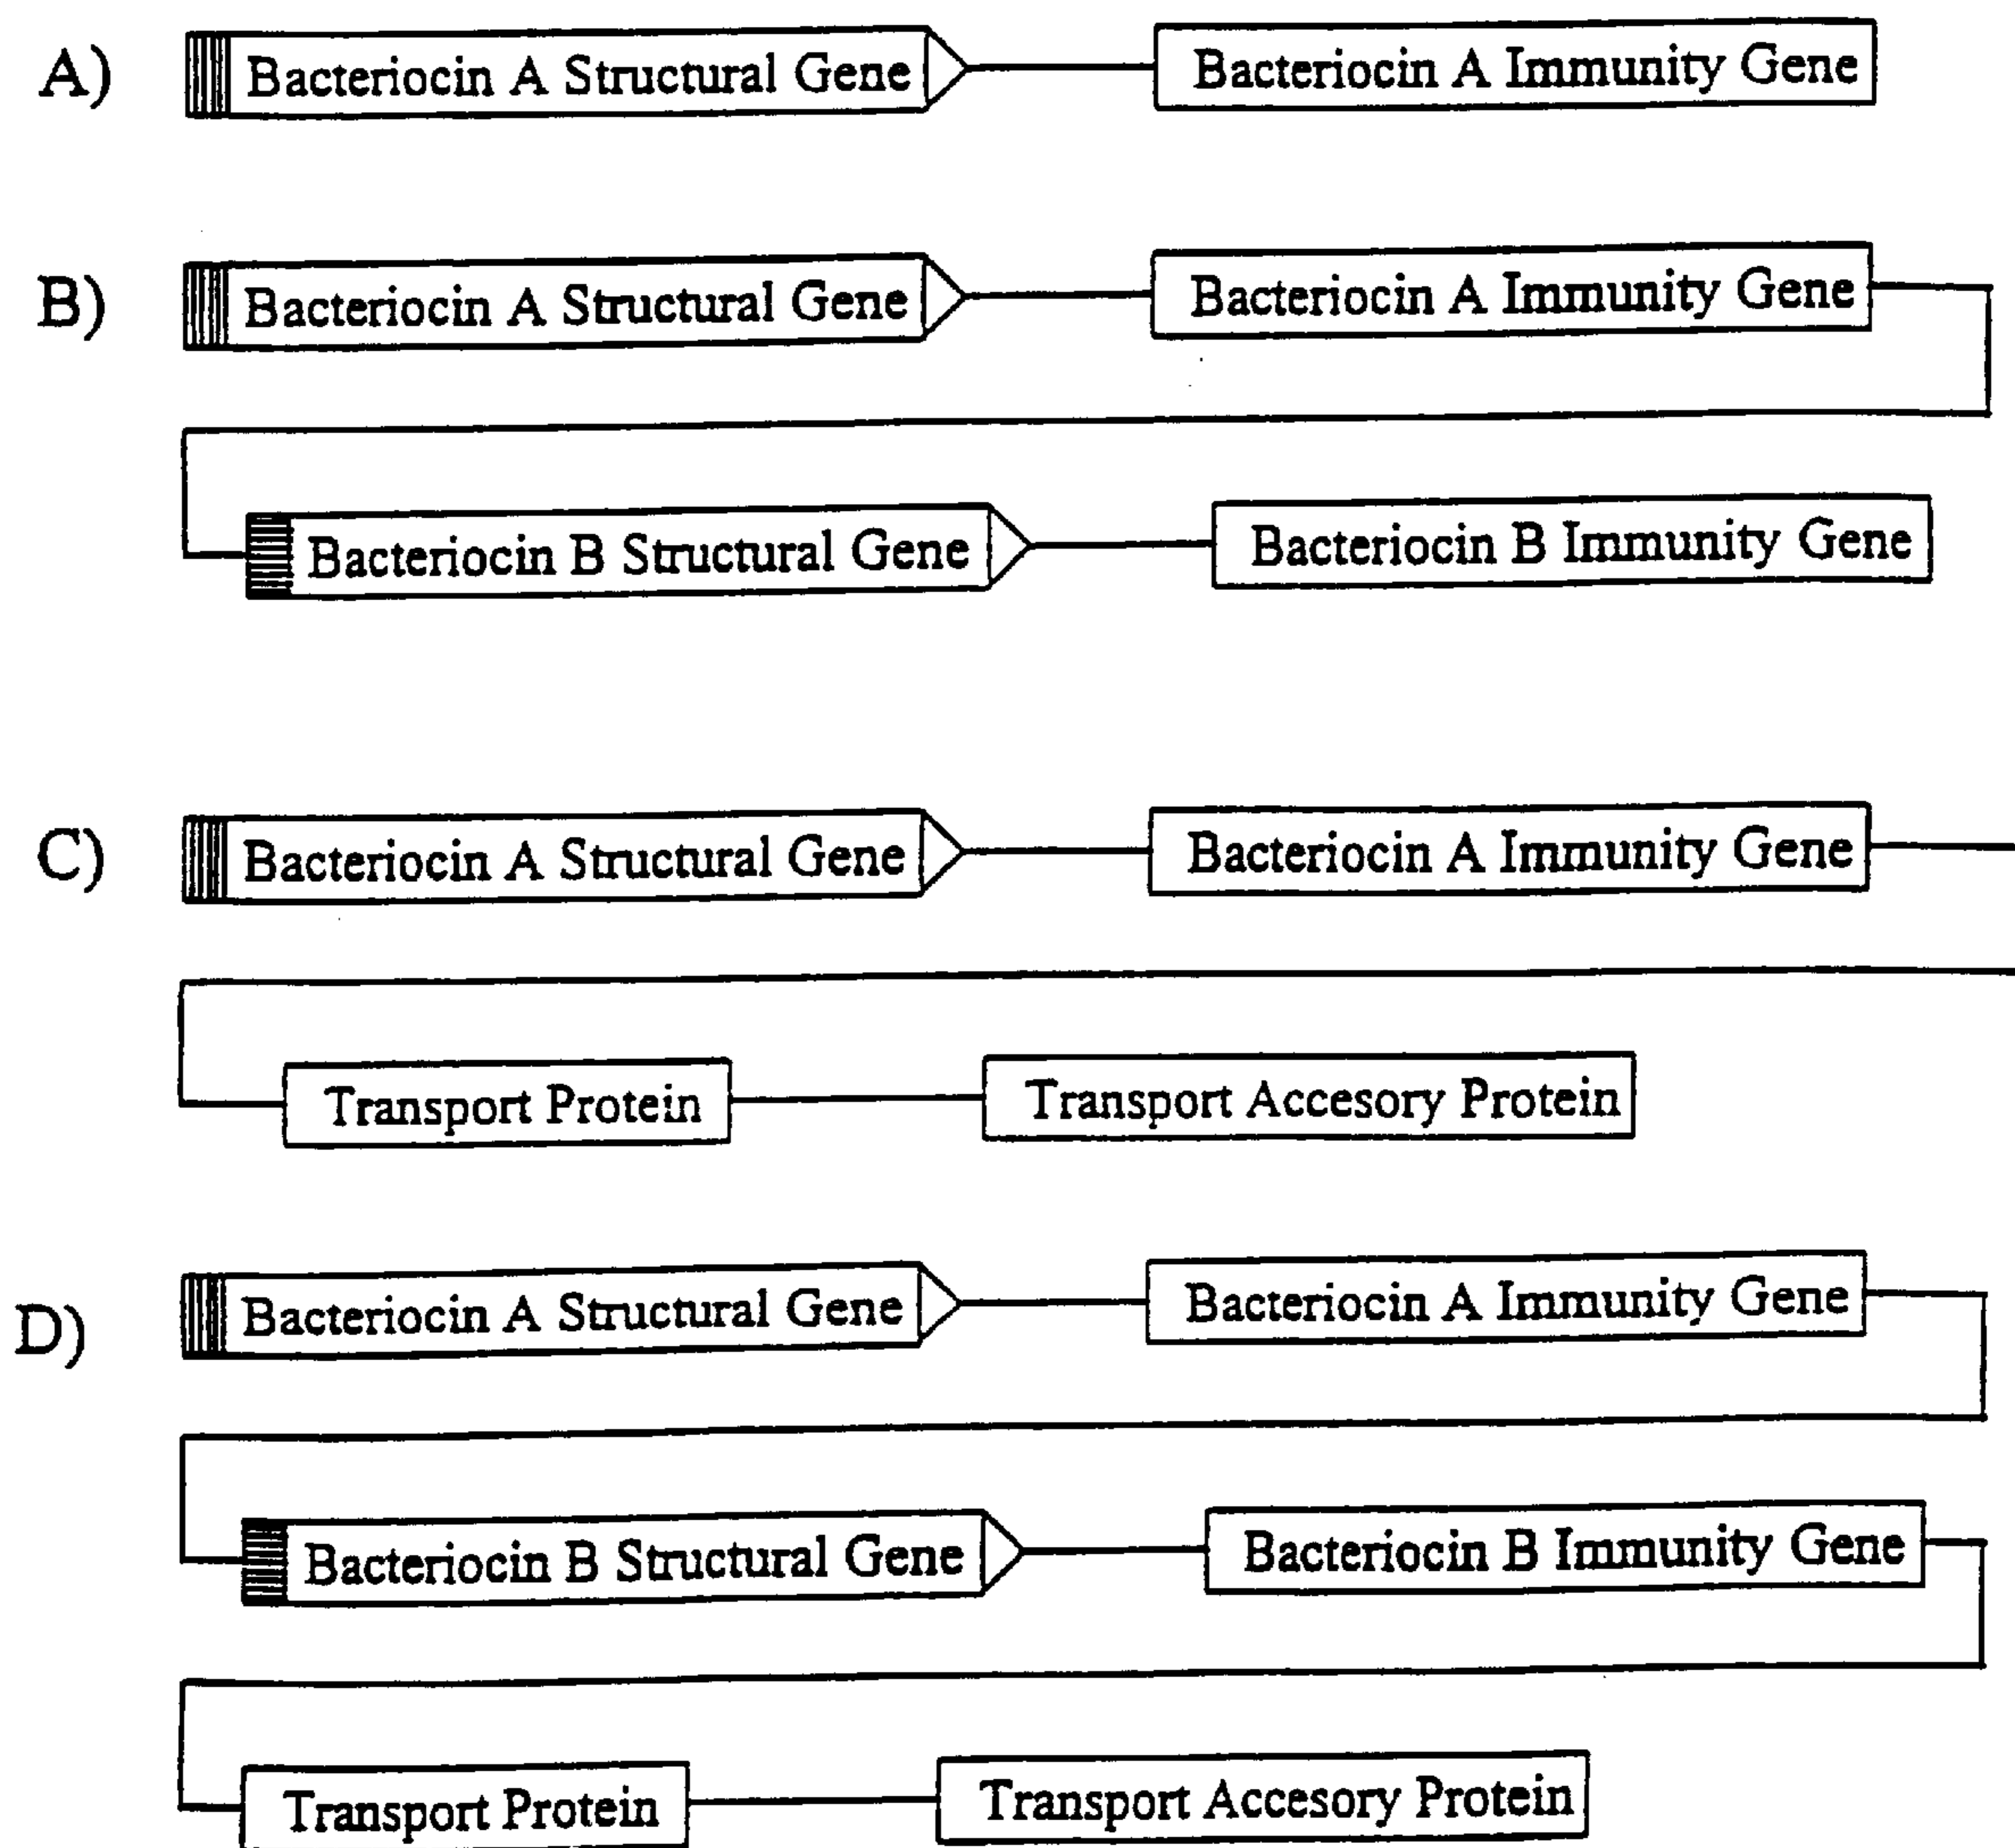 A) Bacteriocin A Structural Gene Bacteriocin A Immunity Gene
B) Bacteriocin A Structural Gene Bacteriocin A Immunity Gene
Bacteriocin B Structural Gene Bacteriocin B Immunity Gene
C) Bacteriocin A Structural Gene Bacteriocin A Immunity Gene
Transport Protein Transport Accesory Protein
D) Bacteriocin A Structural Gene Bacteriocin A Immunity Gene
Bacteriocin B Structural Gene Bacteriocin B Immunity Gene
Transport Protein Transport Accesory Protein